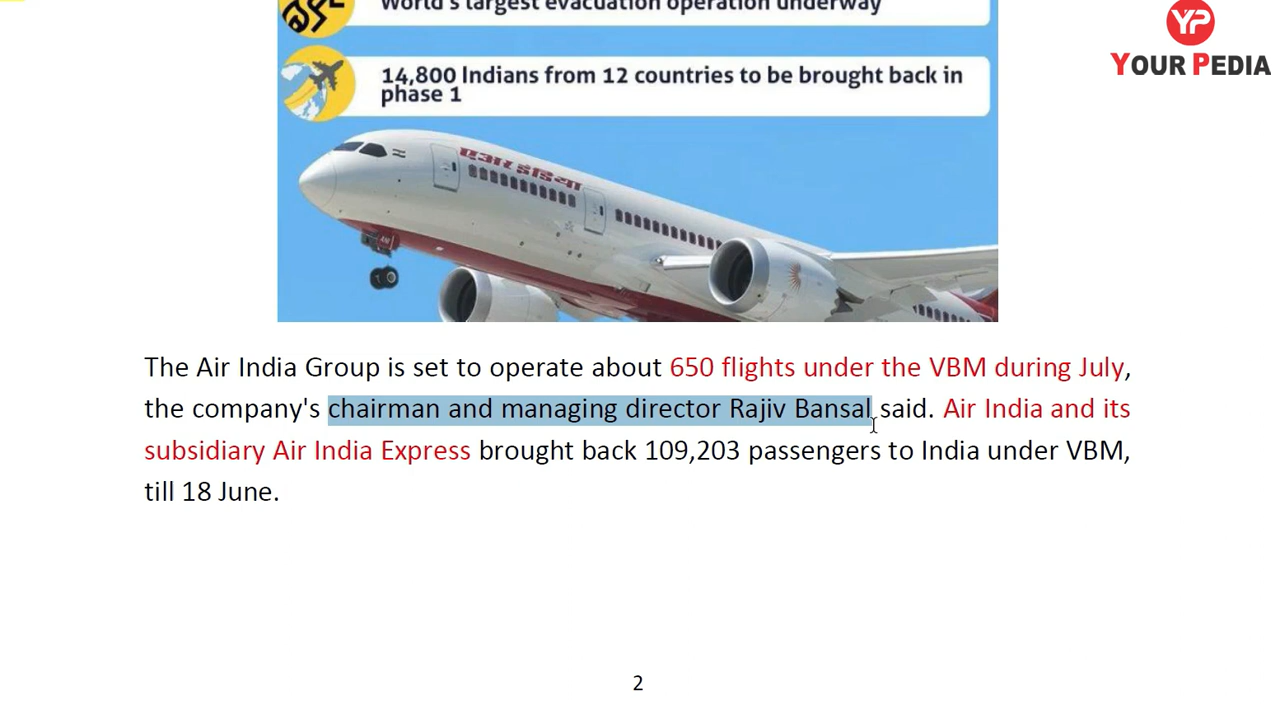 World's largest evacuation operation underway
YP
YOUR PEDIA
14,800 Indians from 12 countries to be brought back in
phase 1
एअर इंडिया
The Air India Group is set to operate about 650 flights under the VBM during July,
the company's chairman and managing director Rajiv Bansal said. Air India and its
subsidiary Air India Express brought back 109,203 passengers to India under VBM,
till 18 June.
2